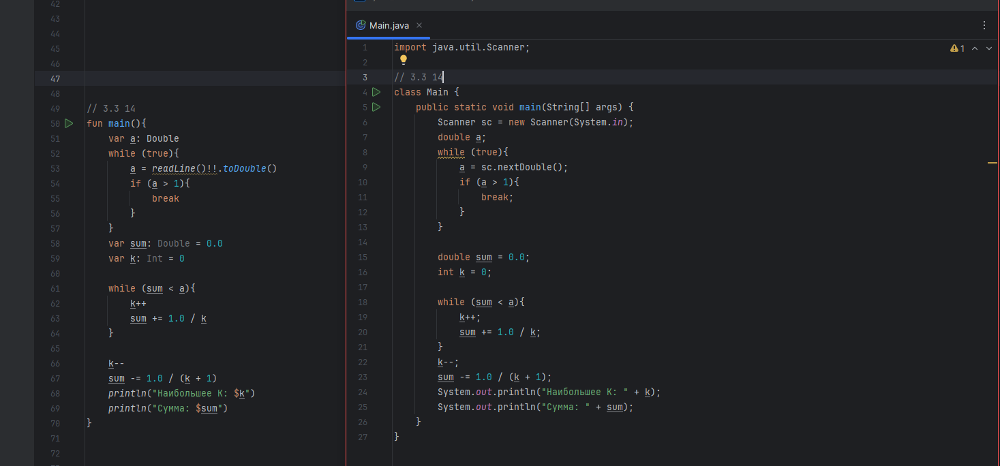 42
43
44
45
46
47
48
49 // 3.3 14
50 fun main(){
51 var a: Double
52 while (true){
53 a = readLine()!!.toDouble()
54 if (a > 1){
55 break
56 }
57 }
58 var sum: Double = 0.0
59 var k: Int = 0
60
61 while (sum < a){
62 k++
63 sum += 1.0 / k
64 }
65
66 k--
67 sum -= 1.0 / (k + 1)
68 println("Наибольшее К: $k")
69 println("Сумма: $sum")
70 }
71
72
Main.java
1 import java.util.Scanner;
1
2
3 // 3.3 14
4 class Main {
5 public static void main(String[] args) {
6 Scanner sc = new Scanner(System.in);
7 double a;
8 while (true){
9 a = sc.nextDouble();
10 if (a > 1){
11 break;
12 }
13 }
14
15 double sum = 0.0;
16 int k = 0;
17
18 while (sum < a){
19 k++;
20 sum += 1.0 / k;
21 }
22 k--;
23 sum -= 1.0 / (k + 1);
24 System.out.println("Наибольшее К: " + k);
25 System.out.println("Сумма: " + sum);
26 }
27 }